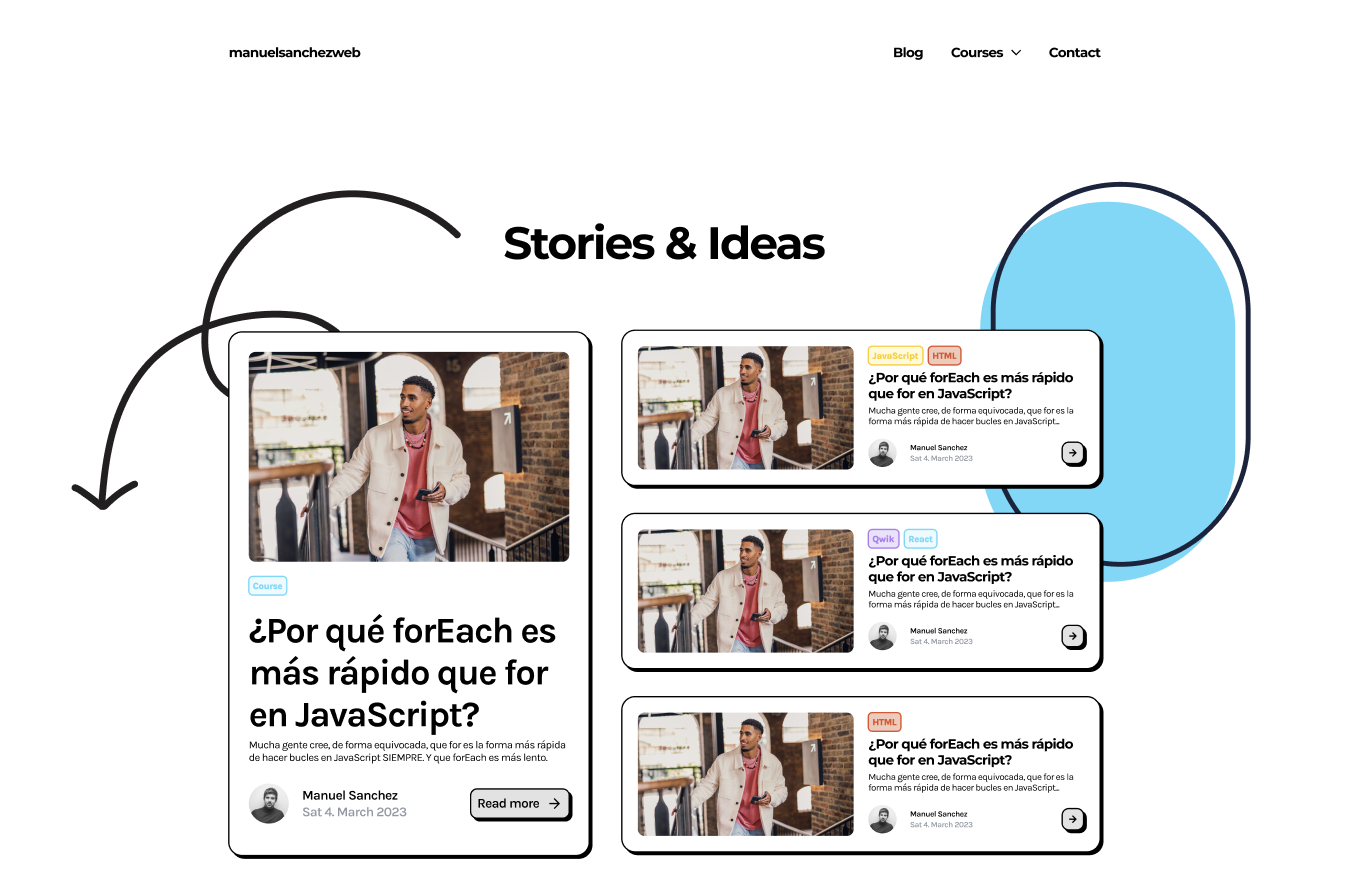 manuelsanchezweb
Blog Courses Contact
Stories & Ideas
Course
¿Por qué forEach es
más rápido que for
en JavaScript?
Mucha gente cree, de forma equivocada, que for es la forma más rápida
de hacer bucles en JavaScript SIEMPRE. Y que forEach es más lento.
Manuel Sanchez
Sat 4. March 2023
Read more
JavaScript HTML
¿Por qué forEach es más rápido
que for en JavaScript?
Mucha gente cree, de forma equivocada, que for es la
forma más rápida de hacer bucles en JavaScript...
Manuel Sanchez
Sat 4. March 2023
Qwik React
¿Por qué forEach es más rápido
que for en JavaScript?
Mucha gente cree, de forma equivocada, que for es la
forma más rápida de hacer bucles en JavaScript...
Manuel Sanchez
Sat 4. March 2023
HTML
¿Por qué forEach es más rápido
que for en JavaScript?
Mucha gente cree, de forma equivocada, que for es la
forma más rápida de hacer bucles en JavaScript...
Manuel Sanchez
Sat 4. March 2023